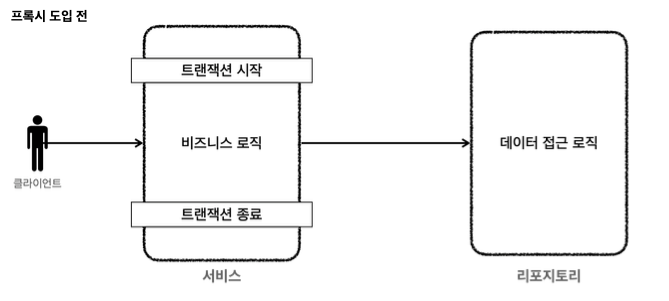 프록시 도입 전
트랜잭션 시작
비즈니스 로직
데이터 접근 로직
클라이언트
트랜잭션 종료
서비스
리포지토리